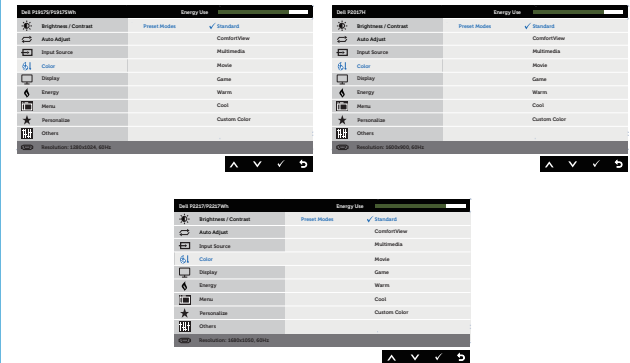 Dell P1917S/P1917SWh Energy Use
Brightness / Contrast Preset Modes ✓ Standard
Auto Adjust ComfortView
Input Source Multimedia
Color Movie
Display Game
Energy Warm
Menu Cool
Personalize Custom Color
Others
Resolution: 1280x1024, 60Hz
Dell P2017H Energy Use
Brightness / Contrast Preset Modes ✓ Standard
Auto Adjust ComfortView
Input Source Multimedia
Color Movie
Display Game
Energy Warm
Menu Cool
Personalize Custom Color
Others
Resolution: 1600x900, 60Hz
Dell P2217/P2217Wh Energy Use
Brightness / Contrast Preset Modes ✓ Standard
Auto Adjust ComfortView
Input Source Multimedia
Color Movie
Display Game
Energy Warm
Menu Cool
Personalize Custom Color
Others
Resolution: 1680x1050, 60Hz